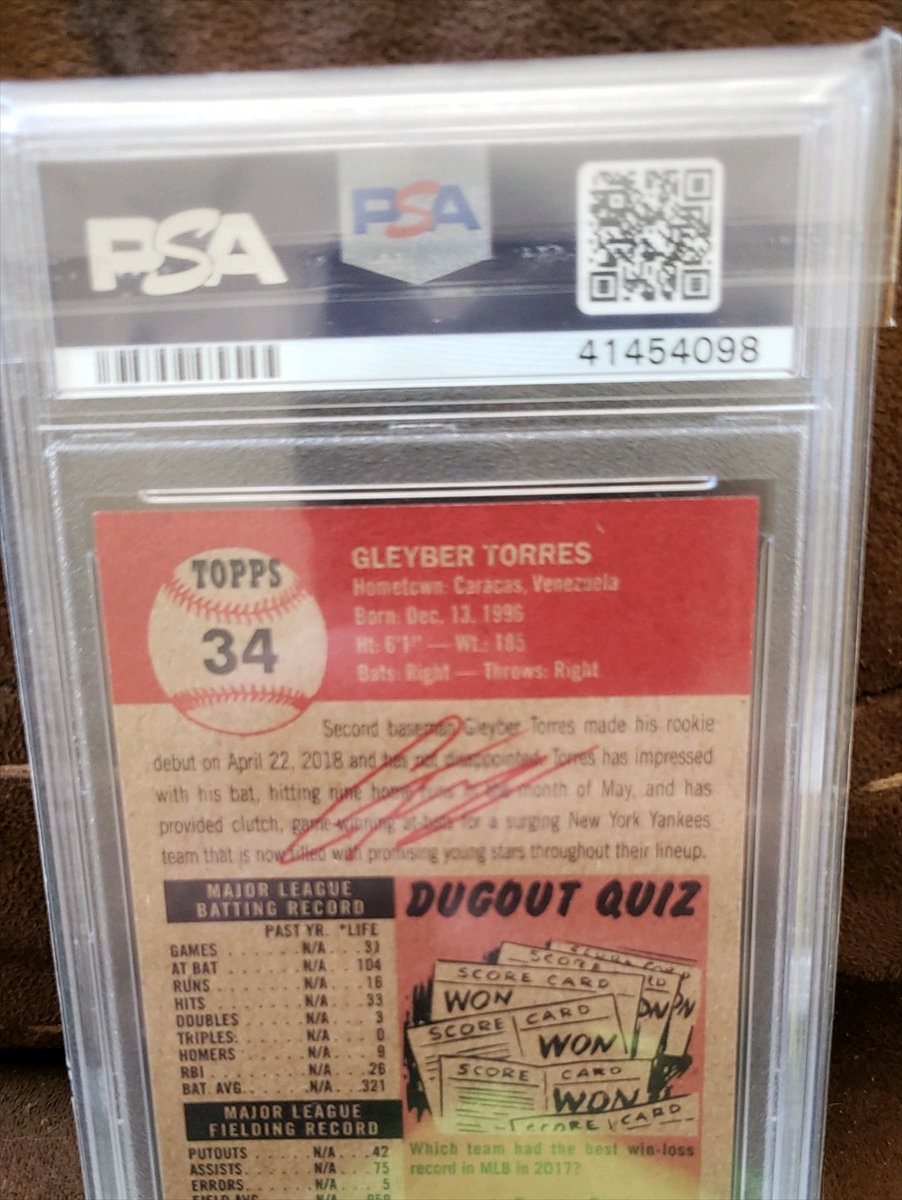 PSA
PSA
41454098
TOPPS
34
GLEYBER TORRES
Hometown: Caracas, Venezuela
Born: Dec. 13, 1996
Ht: 6'1" — Wt.: 185
Bats: Right — Throws: Right
Second baseman Gleyber Torres made his rookie
debut on April 22, 2018 and has not disappointed. Torres has impressed
with his bat, hitting nine home runs in the month of May, and has
provided clutch, game-winning at-bats for a surging New York Yankees
team that is now filled with promising young stars throughout their lineup.
MAJOR LEAGUE
BATTING RECORD
PAST YR. *LIFE
GAMES N/A 31
AT BAT N/A 104
RUNS N/A 16
HITS N/A 33
DOUBLES N/A 3
TRIPLES N/A 0
HOMERS N/A 9
RBI N/A 26
BAT. AVG. N/A .321
MAJOR LEAGUE
FIELDING RECORD
PUTOUTS N/A 42
ASSISTS N/A 75
ERRORS N/A 5
FIELD AVG. N/A
DUGOUT QUIZ
SCORE
SCORE CARD
WON
SCORE CARD
WON
SCORE CARD
WON
SCORE CARD
Which team had the best win-loss
record in MLB in 2017?